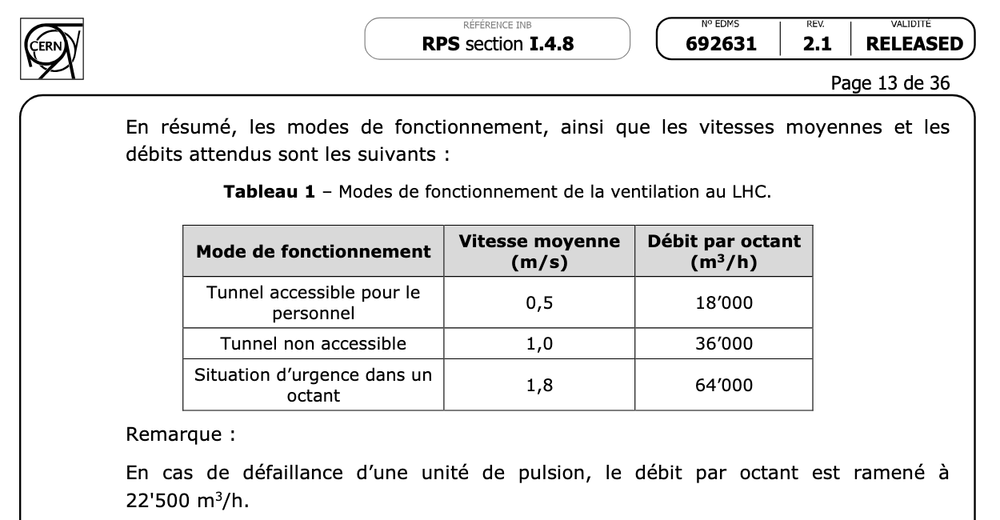 CERN
RÉFÉRENCE INB
RPS section I.4.8
Nº EDMS
692631
REV.
2.1
VALIDITÉ
RELEASED
Page 13 de 36
En résumé, les modes de fonctionnement, ainsi que les vitesses moyennes et les
débits attendus sont les suivants :
Tableau 1 – Modes de fonctionnement de la ventilation au LHC.
Mode de fonctionnement
Vitesse moyenne
(m/s)
Débit par octant
(m³/h)
Tunnel accessible pour le
personnel
0,5
18’000
Tunnel non accessible
1,0
36’000
Situation d’urgence dans un
octant
1,8
64’000
Remarque :
En cas de défaillance d’une unité de pulsion, le débit par octant est ramené à
22'500 m³/h.